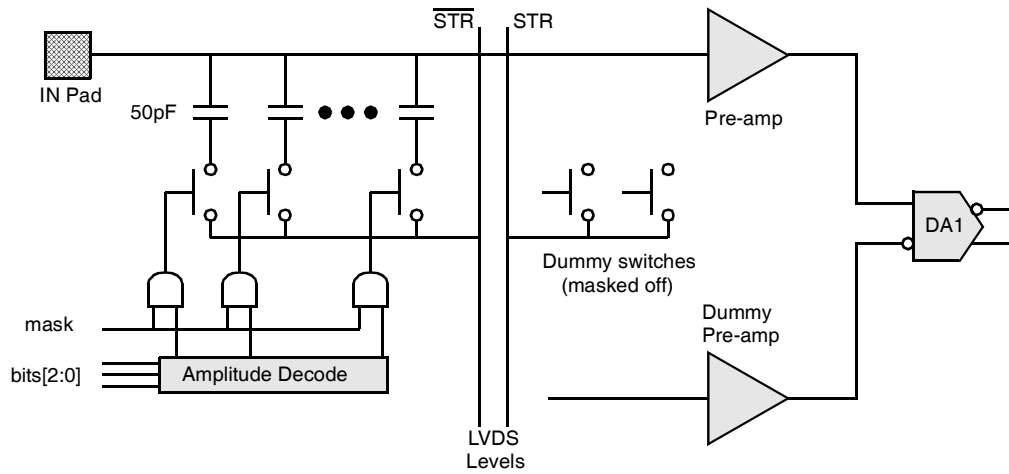 STR STR
IN Pad
50pF
Pre-amp
DA1
Dummy switches
(masked off)
mask
bits[2:0]
Amplitude Decode
Dummy
Pre-amp
LVDS
Levels